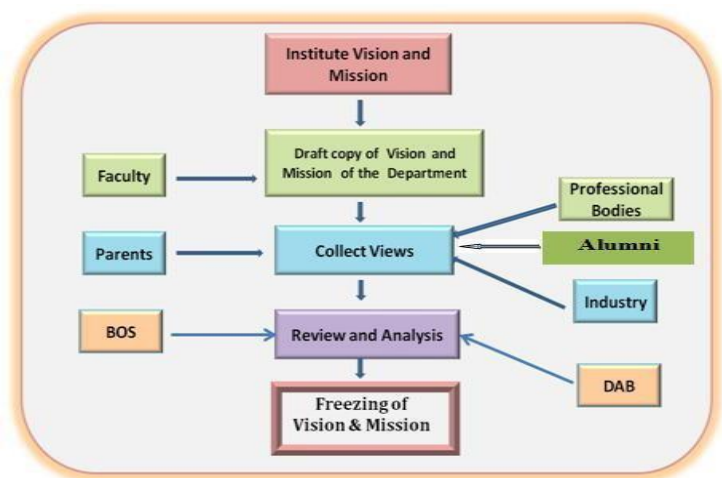 Institute Vision and
Mission
Draft copy of Vision and
Mission of the Department
Faculty
Professional
Bodies
Parents
Collect Views
Alumni
Industry
BOS
Review and Analysis
DAB
Freezing of
Vision & Mission